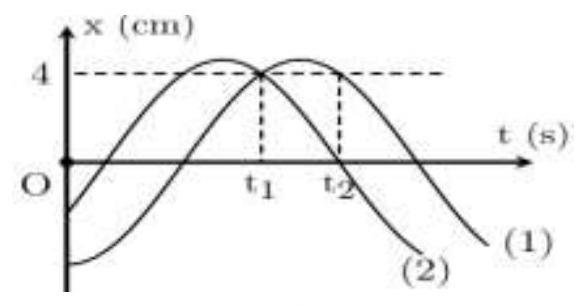 x (cm)
4
t (s)
O
t1
t2
(1)
(2)